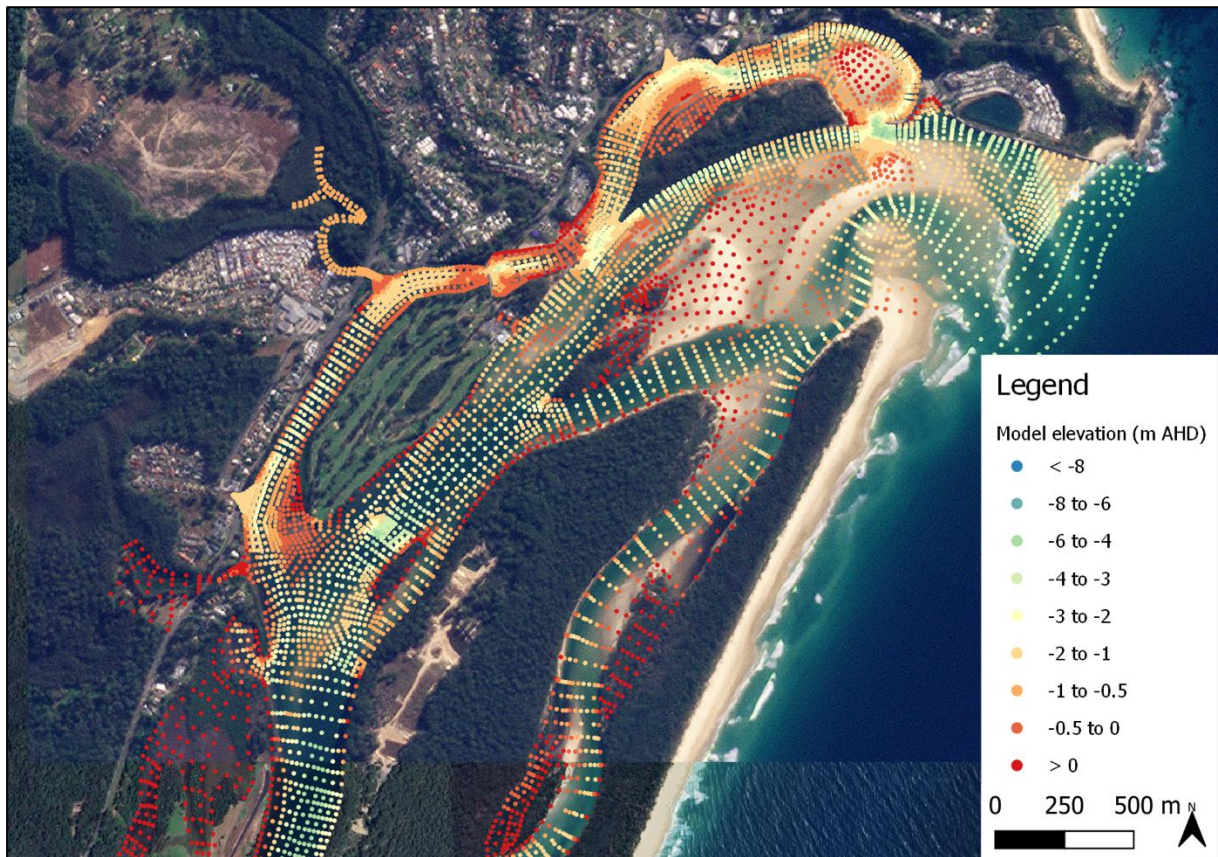 Legend
Model elevation (m AHD)
< -8
-8 to -6
-6 to -4
-4 to -3
-3 to -2
-2 to -1
-1 to -0.5
-0.5 to 0
> 0
0 250 500 m N